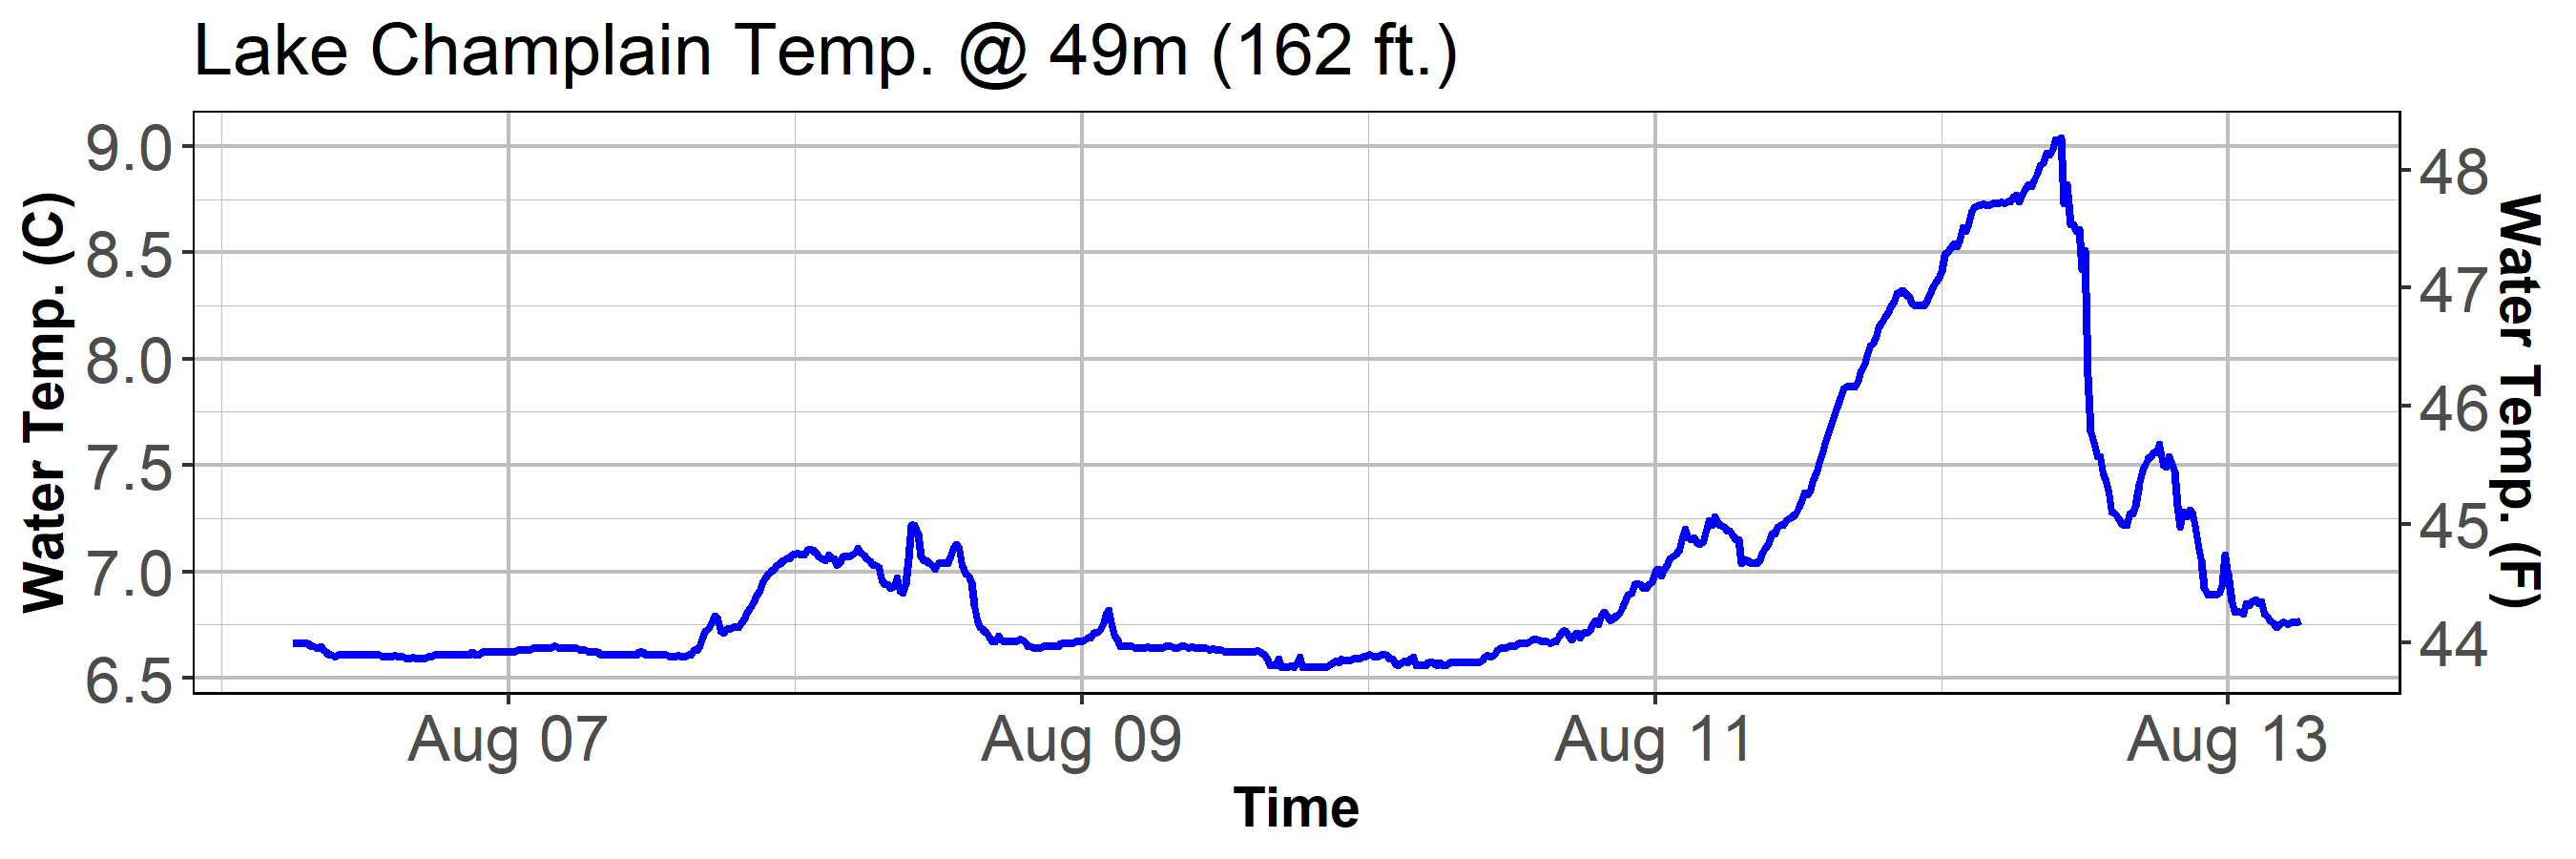 Lake Champlain Temp. @ 49m (162 ft.)
Water Temp. (C)
9.0
8.5
8.0
7.5
7.0
6.5
48
47
46
45
44
Water Temp. (F)
Aug 07
Aug 09
Aug 11
Aug 13
Time